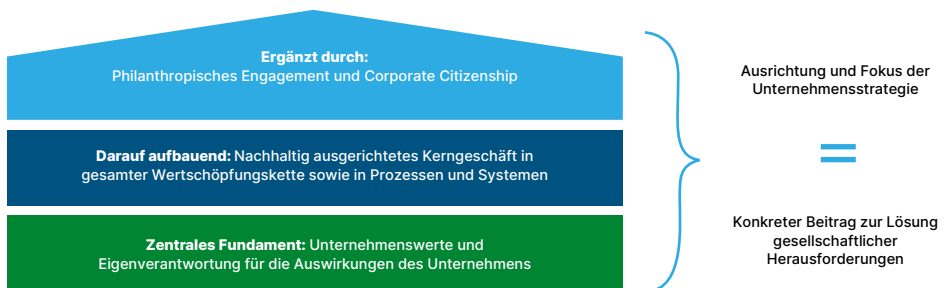 Ergänzt durch:
Philanthropisches Engagement und Corporate Citizenship
Darauf aufbauend: Nachhaltig ausgerichtetes Kerngeschäft in
gesamter Wertschöpfungskette sowie in Prozessen und Systemen
Zentrales Fundament: Unternehmenswerte und
Eigenverantwortung für die Auswirkungen des Unternehmens
Ausrichtung und Fokus der
Unternehmensstrategie
=
Konkreter Beitrag zur Lösung
gesellschaftlicher
Herausforderungen